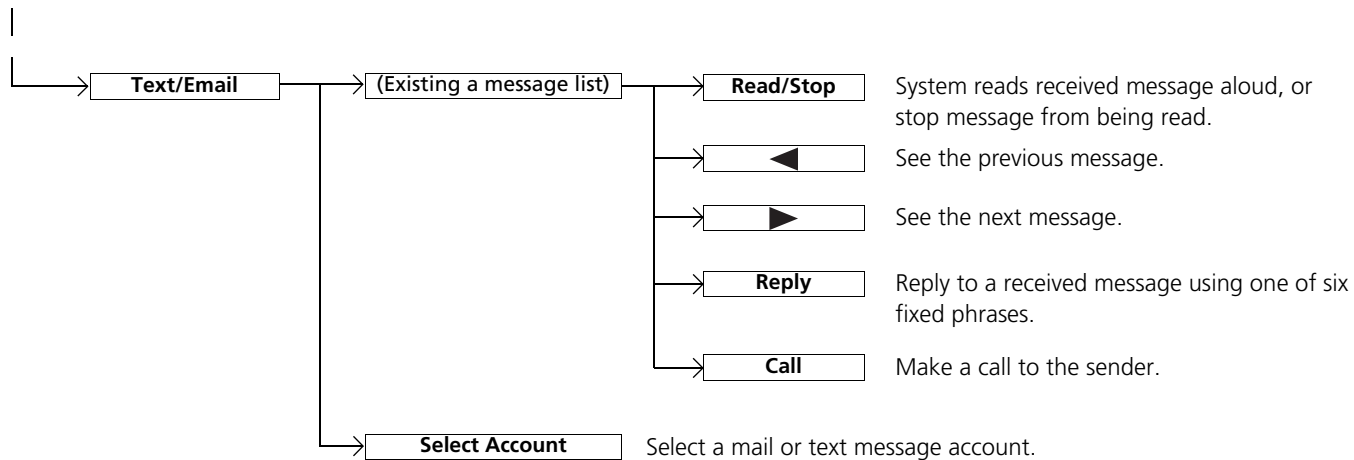 Text/Email
(Existing a message list)
Read/Stop
System reads received message aloud, or
stop message from being read.
◄
See the previous message.
►
See the next message.
Reply
Reply to a received message using one of six
fixed phrases.
Call
Make a call to the sender.
Select Account
Select a mail or text message account.